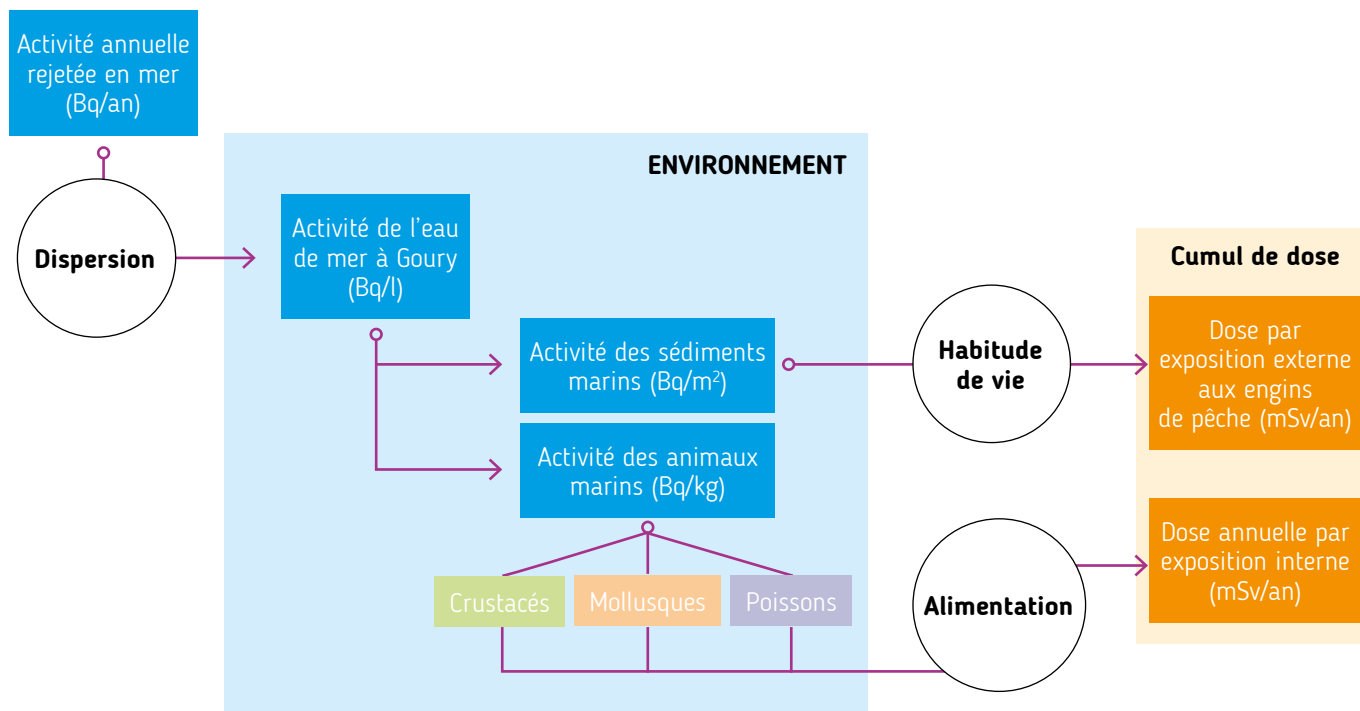 Activité annuelle
rejetée en mer
(Bq/an)
Dispersion
ENVIRONNEMENT
Activité de l'eau
de mer à Goury
(Bq/l)
Activité des sédiments
marins (Bq/m²)
Activité des animaux
marins (Bq/kg)
Crustacés
Mollusques
Poissons
Habitude
de vie
Alimentation
Cumul de dose
Dose par
exposition externe
aux engins
de pêche (mSv/an)
Dose annuelle par
exposition interne
(mSv/an)